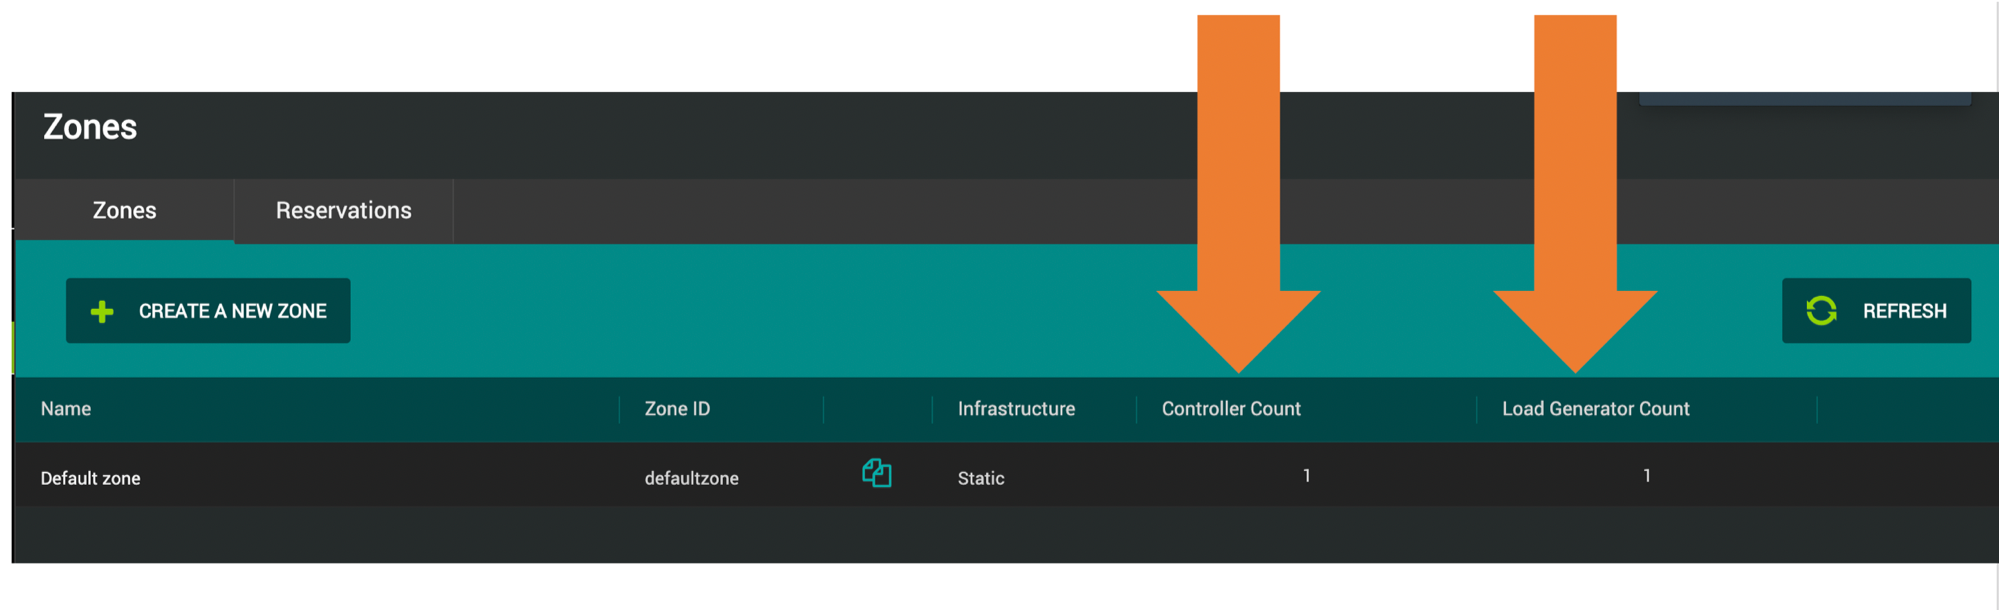 Zones
Zones Reservations
CREATE A NEW ZONE REFRESH
Name Zone ID Infrastructure Controller Count Load Generator Count
Default zone defaultzone Static 1 1